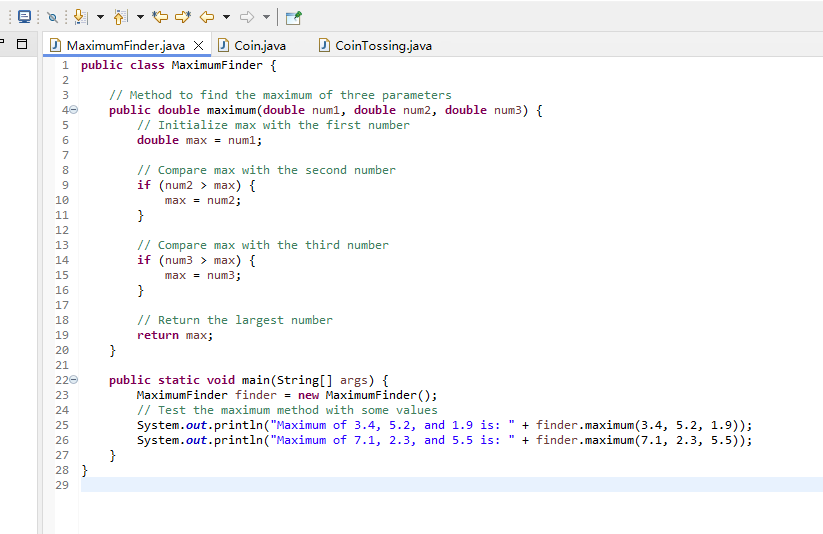 MaximumFinder.java
Coin.java
CoinTossing.java
1 public class MaximumFinder {
2
3 // Method to find the maximum of three parameters
4 public double maximum(double num1, double num2, double num3) {
5 // Initialize max with the first number
6 double max = num1;
7
8 // Compare max with the second number
9 if (num2 > max) {
10 max = num2;
11 }
12
13 // Compare max with the third number
14 if (num3 > max) {
15 max = num3;
16 }
17
18 // Return the largest number
19 return max;
20 }
21
22 public static void main(String[] args) {
23 MaximumFinder finder = new MaximumFinder();
24 // Test the maximum method with some values
25 System.out.println("Maximum of 3.4, 5.2, and 1.9 is: " + finder.maximum(3.4, 5.2, 1.9));
26 System.out.println("Maximum of 7.1, 2.3, and 5.5 is: " + finder.maximum(7.1, 2.3, 5.5));
27 }
28 }
29